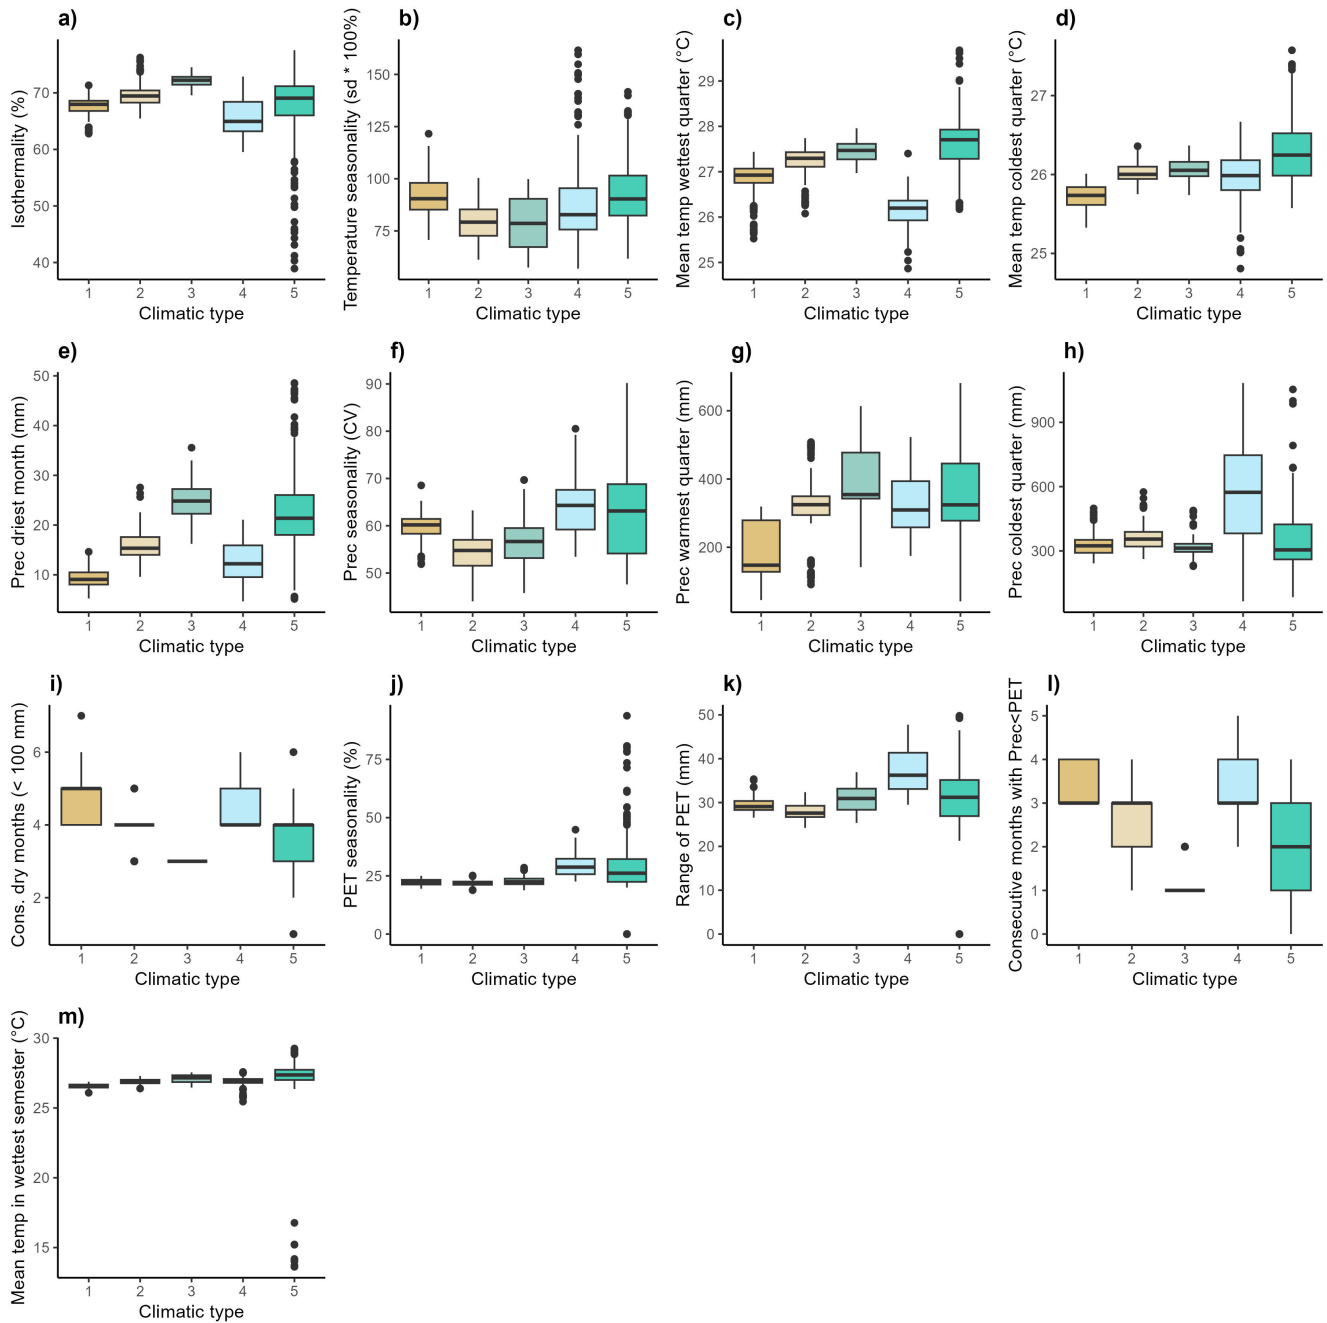 a)
Isothermality (%)
70
60
50
40
1 2 3 4 5
Climatic type
b)
Temperature seasonality (sd * 100%)
150
125
100
75
1 2 3 4 5
Climatic type
c)
Mean temp wettest quarter (°C)
29
28
27
26
25
1 2 3 4 5
Climatic type
d)
Mean temp coldest quarter (°C)
27
26
25
1 2 3 4 5
Climatic type
e)
Prec driest month (mm)
50
40
30
20
10
1 2 3 4 5
Climatic type
f)
Prec seasonality (CV)
90
80
70
60
50
1 2 3 4 5
Climatic type
g)
Prec warmest quarter (mm)
600
400
200
1 2 3 4 5
Climatic type
h)
Prec coldest quarter (mm)
900
600
300
1 2 3 4 5
Climatic type
i)
Cons. dry months (< 100 mm)
6
4
2
1 2 3 4 5
Climatic type
j)
PET seasonality (%)
75
50
25
0
1 2 3 4 5
Climatic type
k)
Range of PET (mm)
50
40
30
20
10
0
1 2 3 4 5
Climatic type
l)
Consecutive months with Prec<PET
5
4
3
2
1
0
1 2 3 4 5
Climatic type
m)
Mean temp in wettest semester (°C)
30
25
20
15
1 2 3 4 5
Climatic type